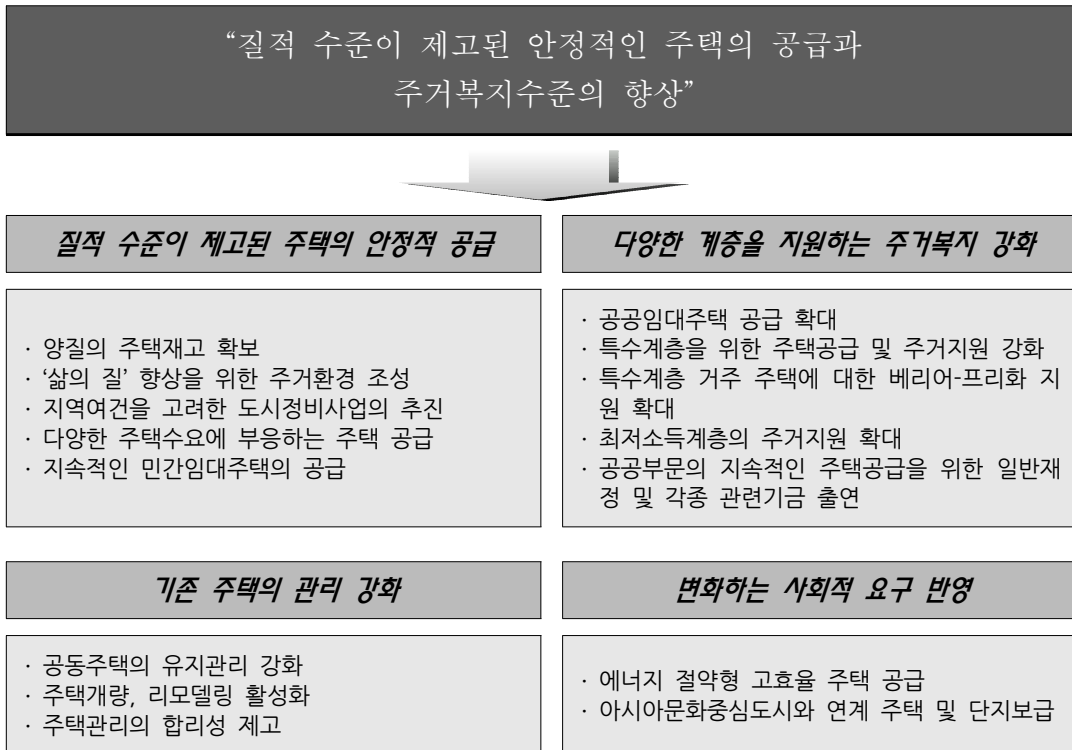 “질적 수준이 제고된 안정적인 주택의 공급과
주거복지수준의 향상”
질적 수준이 제고된 주택의 안정적 공급
· 양질의 주택재고 확보
· ‘삶의 질’ 향상을 위한 주거환경 조성
· 지역여건을 고려한 도시정비사업의 추진
· 다양한 주택수요에 부응하는 주택 공급
· 지속적인 민간임대주택의 공급
다양한 계층을 지원하는 주거복지 강화
· 공공임대주택 공급 확대
· 특수계층을 위한 주택공급 및 주거지원 강화
· 특수계층 거주 주택에 대한 베리어-프리화 지
원 확대
· 최저소득계층의 주거지원 확대
· 공공부문의 지속적인 주택공급을 위한 일반재
정 및 각종 관련기금 출연
기존 주택의 관리 강화
· 공동주택의 유지관리 강화
· 주택개량, 리모델링 활성화
· 주택관리의 합리성 제고
변화하는 사회적 요구 반영
· 에너지 절약형 고효율 주택 공급
· 아시아문화중심도시와 연계 주택 및 단지보급